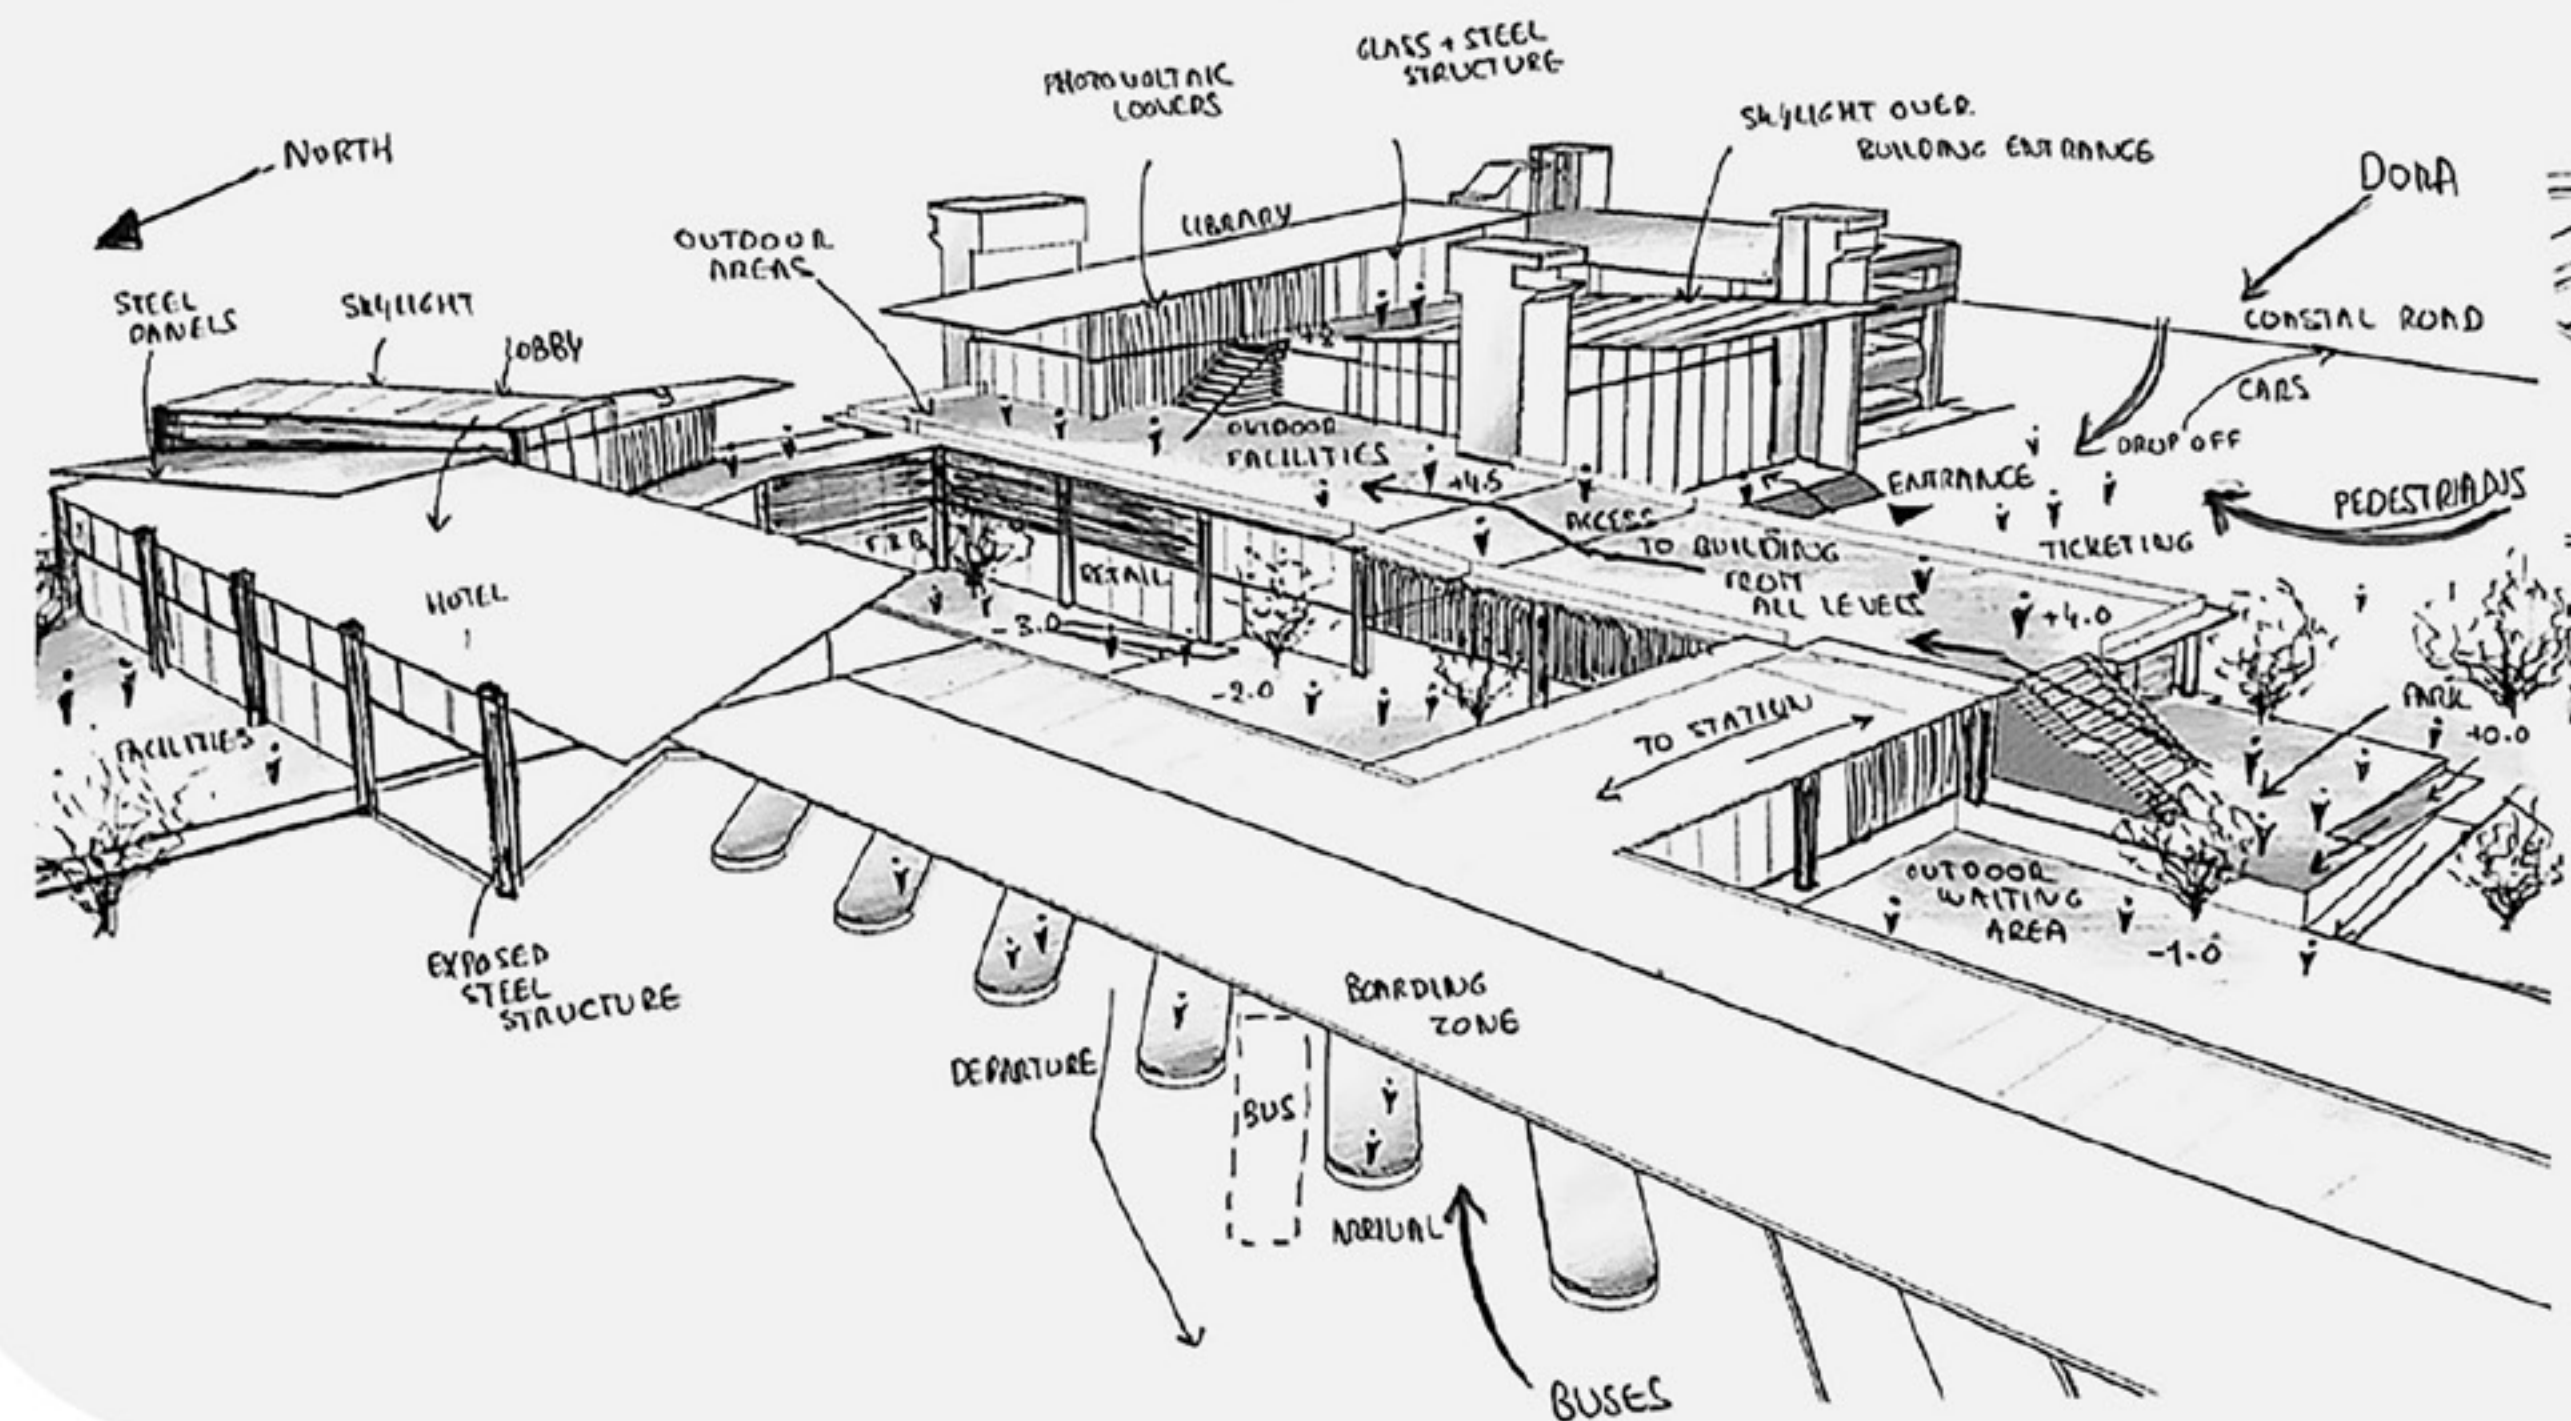 GLASS + STEEL
STRUCTURE
PHOTOVOLTAIC
LOOVERS
SKYLIGHT OVER
BUILDING ENTRANCE
NORTH
DORA
LIBRARY
OUTDOOR
AREAS
STEEL
PANELS
SKYLIGHT
LOBBY
COASTAL ROAD
CARS
DROP OFF
OUTDOOR
FACILITIES
+4.5
ENTRANCE
PEDESTRIANS
TICKETING
ACCESS
TO BUILDING
FROM
ALL LEVELS
RETAIL
HOTEL
+4.0
-3.0
-2.0
PARK
+0.0
TO STATION
FACILITIES
OUTDOOR
WAITING
AREA
-1.0
EXPOSED
STEEL
STRUCTURE
BOARDING
ZONE
DEPARTURE
BUS
ARRIVAL
BUSES